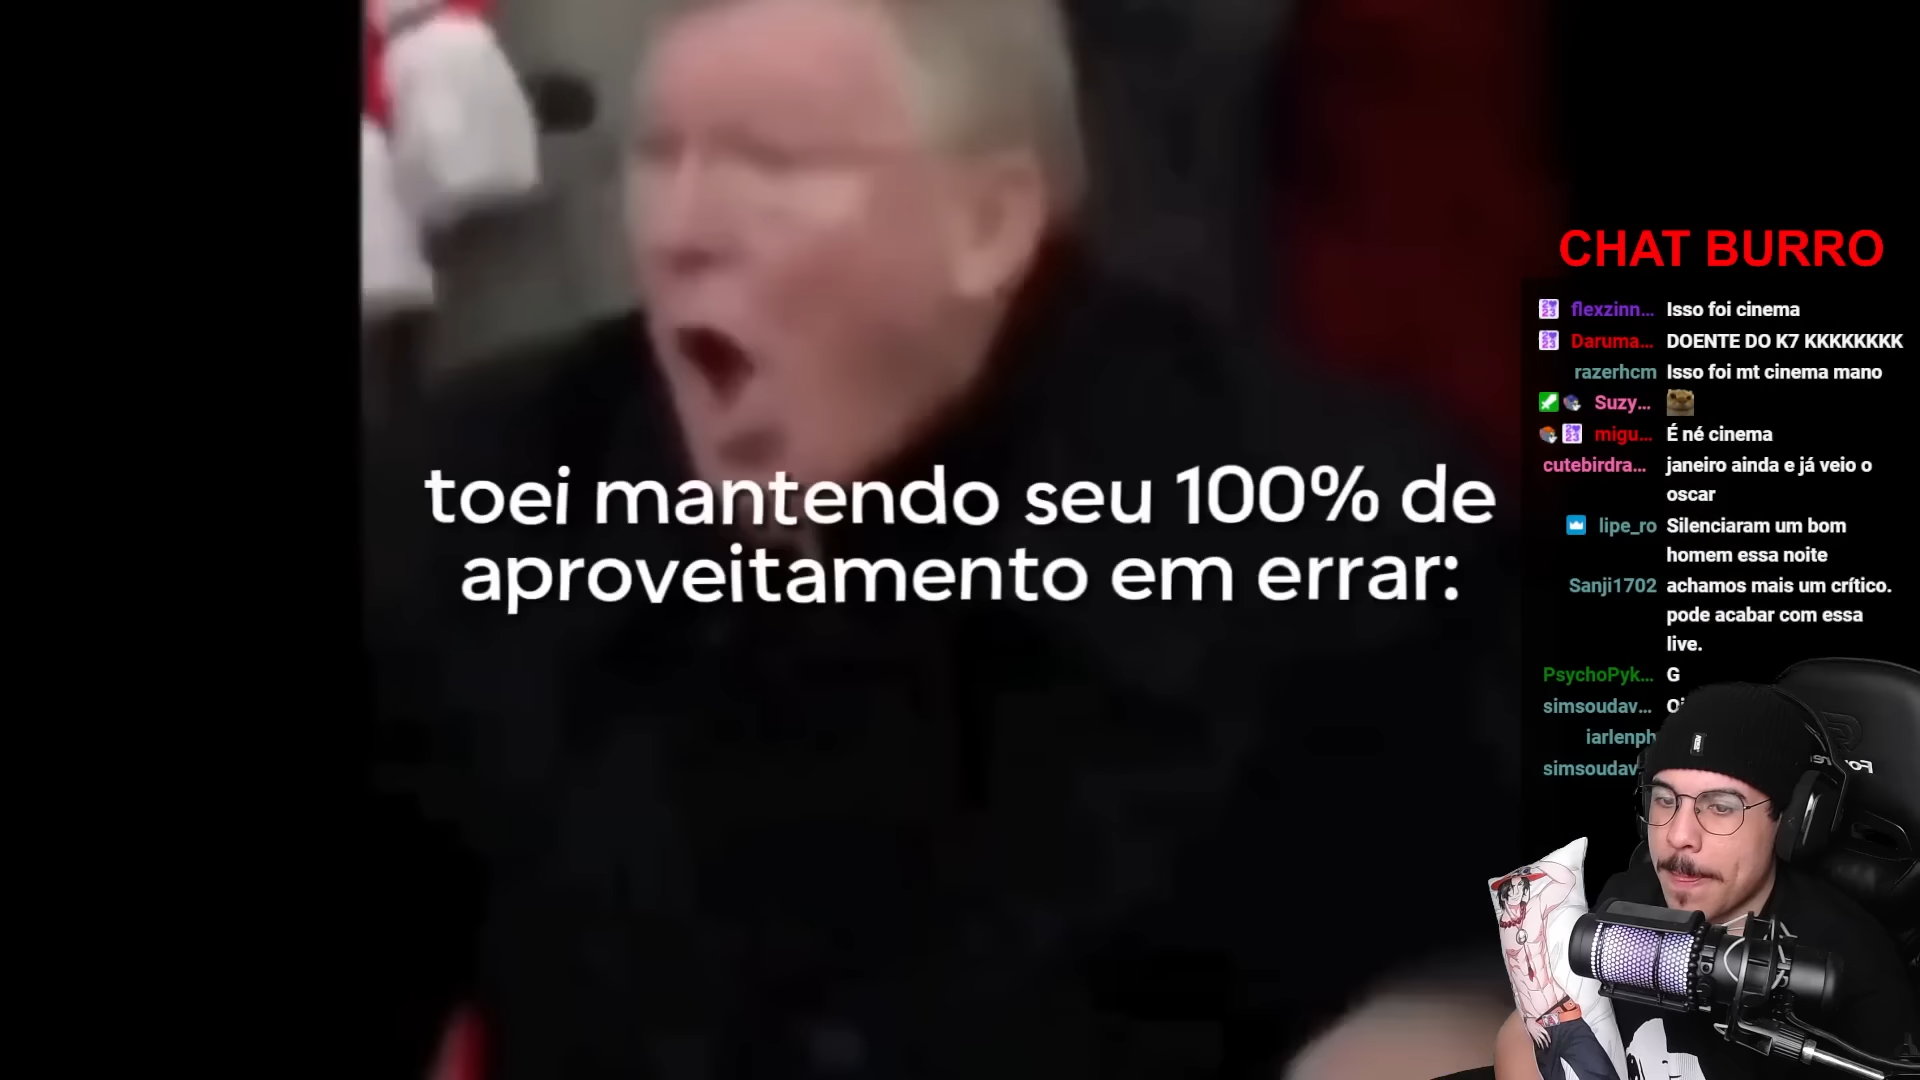 toei mantendo seu 100% de
aproveitamento em errar:
CHAT BURRO
flexzinn... Isso foi cinema
Daruma... DOENTE DO K7 KKKKKKKK
razerhcm Isso foi mt cinema mano
Suzy...
migu... É né cinema
cutebirdra... janeiro ainda e já veio o
oscar
lipe_ro Silenciaram um bom
homem essa noite
Sanji1702 achamos mais um crítico.
pode acabar com essa
live.
PsychoPyk... G
simsoudav...
iarlenph
simsoudav